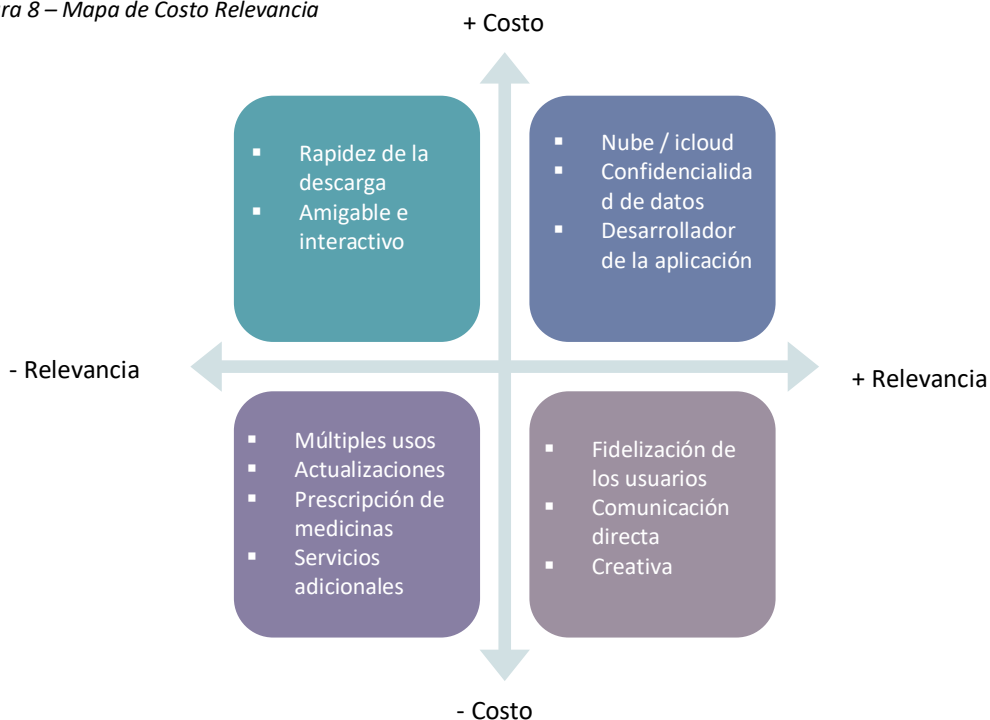 ra 8 – Mapa de Costo Relevancia
+ Costo
▪ Rapidez de la
descarga
▪ Amigable e
interactivo
▪ Nube / icloud
▪ Confidencialida
d de datos
▪ Desarrollador
de la aplicación
- Relevancia
+ Relevancia
▪ Múltiples usos
▪ Actualizaciones
▪ Prescripción de
medicinas
▪ Servicios
adicionales
▪ Fidelización de
los usuarios
▪ Comunicación
directa
▪ Creativa
- Costo